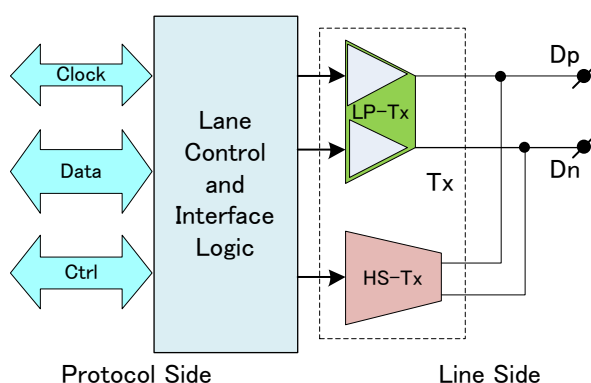 Clock
Data
Ctrl
Lane
Control
and
Interface
Logic
LP-Tx
Tx
HS-Tx
Dp
Dn
Protocol Side
Line Side